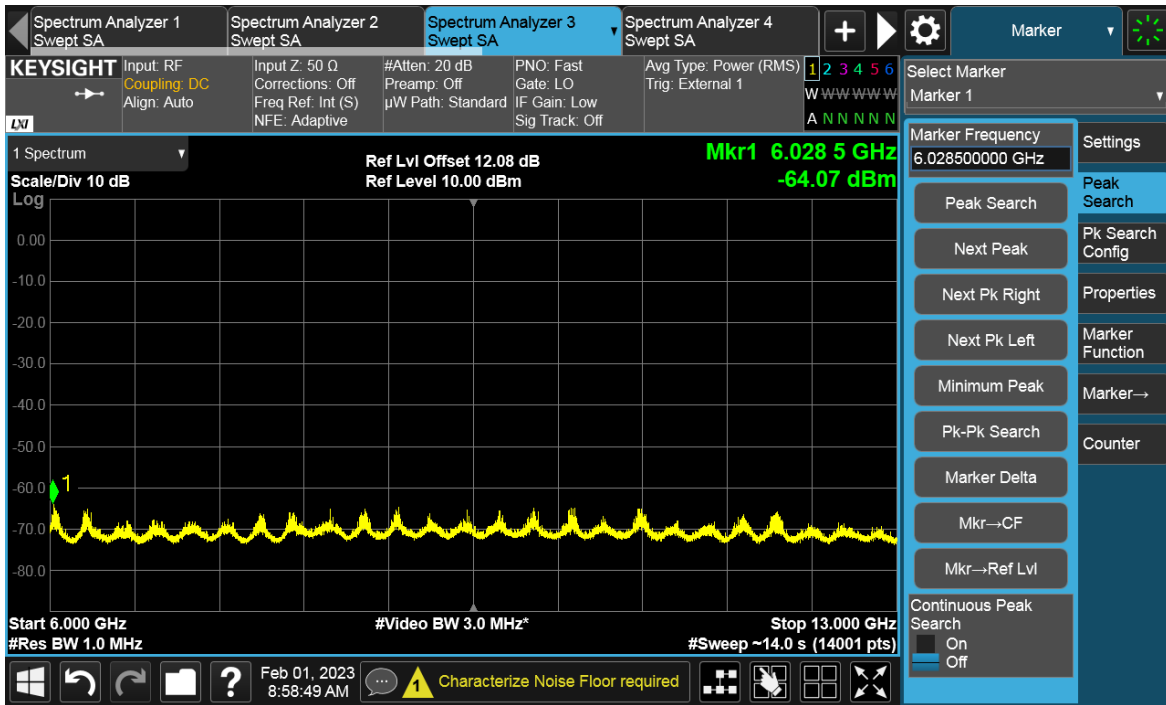 Spectrum Analyzer 1
Swept SA
Spectrum Analyzer 2
Swept SA
Spectrum Analyzer 3
Swept SA
Spectrum Analyzer 4
Swept SA
+
Marker
KEYSIGHT
LXI
Input: RF
Coupling: DC
Align: Auto
Input Z: 50 Ω
Corrections: Off
Freq Ref: Int (S)
NFE: Adaptive
#Atten: 20 dB
Preamp: Off
µW Path: Standard
PNO: Fast
Gate: LO
IF Gain: Low
Sig Track: Off
Avg Type: Power (RMS)
Trig: External 1
1 2 3 4 5 6
W W W W W W
A N N N N N
Select Marker
Marker 1
1 Spectrum
Scale/Div 10 dB
Log
Ref Lvl Offset 12.08 dB
Ref Level 10.00 dBm
Mkr1 6.028 5 GHz
-64.07 dBm
0.00
-10.0
-20.0
-30.0
-40.0
-50.0
-60.0
-70.0
-80.0
1
Start 6.000 GHz
#Res BW 1.0 MHz
#Video BW 3.0 MHz*
Stop 13.000 GHz
#Sweep ~14.0 s (14001 pts)
Marker Frequency
6.028500000 GHz
Peak Search
Next Peak
Next Pk Right
Next Pk Left
Minimum Peak
Pk-Pk Search
Marker Delta
Mkr→CF
Mkr→Ref Lvl
Continuous Peak
Search
On
Off
Settings
Peak
Search
Pk Search
Config
Properties
Marker
Function
Marker→
Counter
?
Feb 01, 2023
8:58:49 AM
1
Characterize Noise Floor required